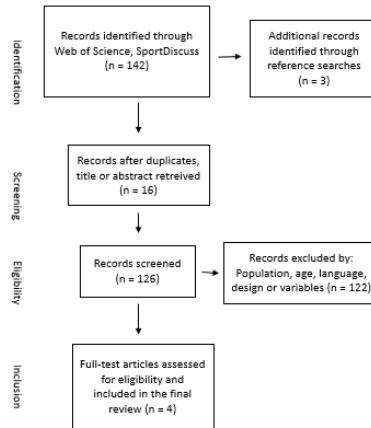 Identification
Records identified through
Web of Science, SportDiscuss
(n = 142)
Additional records
identified through
reference searches
(n = 3)
Screening
Records after duplicates,
title or abstract retreived
(n = 16)
Eligibility
Records screened
(n = 126)
Records excluded by:
Population, age, language,
design or variables (n = 122)
Inclusion
Full-test articles assessed
for eligibility and
included in the final
review (n = 4)